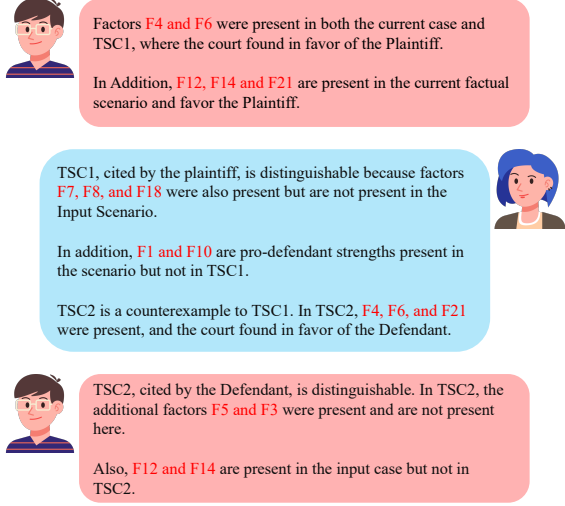 Factors F4 and F6 were present in both the current case and
TSC1, where the court found in favor of the Plaintiff.
In Addition, F12, F14 and F21 are present in the current factual
scenario and favor the Plaintiff.
TSC1, cited by the plaintiff, is distinguishable because factors
F7, F8, and F18 were also present but are not present in the
Input Scenario.
In addition, F1 and F10 are pro-defendant strengths present in
the scenario but not in TSC1.
TSC2 is a counterexample to TSC1. In TSC2, F4, F6, and F21
were present, and the court found in favor of the Defendant.
TSC2, cited by the Defendant, is distinguishable. In TSC2, the
additional factors F5 and F3 were present and are not present
here.
Also, F12 and F14 are present in the input case but not in
TSC2.